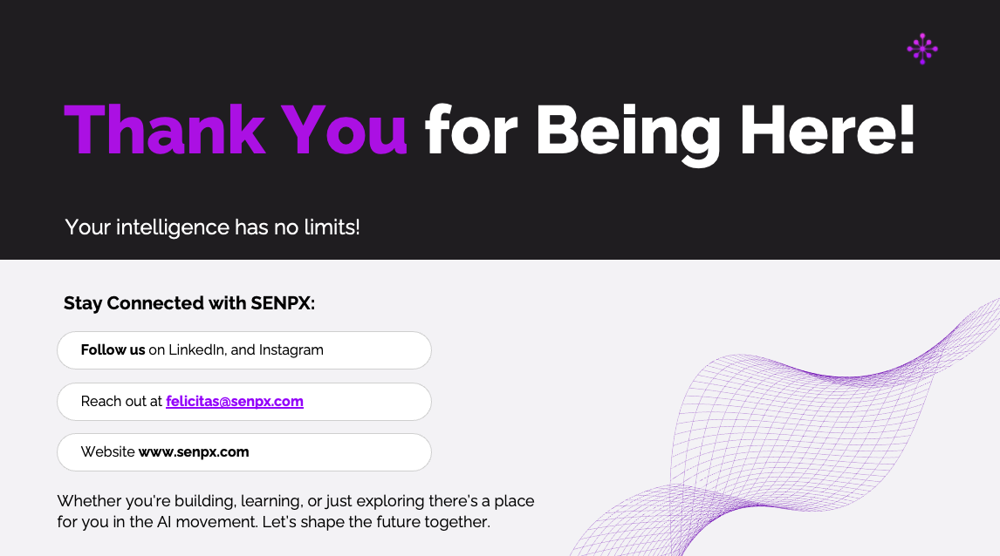 Thank You for Being Here!
Your intelligence has no limits!
Stay Connected with SENPX:
Follow us on LinkedIn, and Instagram
Reach out at felicitas@senpx.com
Website www.senpx.com
Whether you're building, learning, or just exploring there's a place
for you in the AI movement. Let's shape the future together.